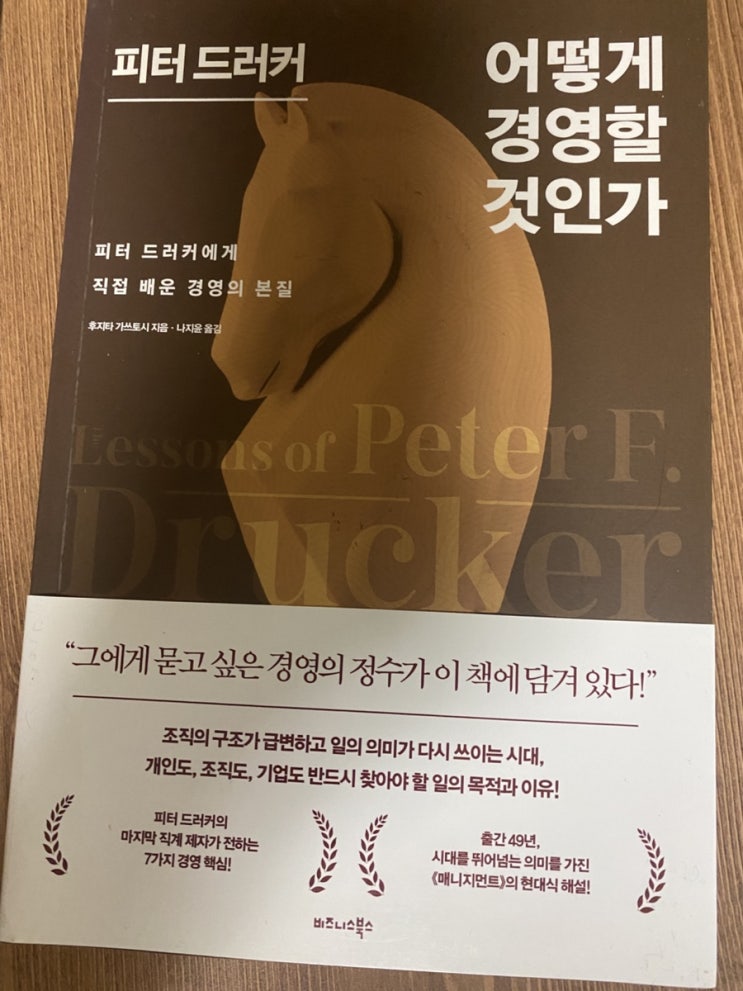 피터 드러커
어떻게
경영할
것인가
피터 드러커에게
직접 배운 경영의 본질
후지타 가쓰토시 지음 · 나지윤 옮김
Lessons of Peter F.
Drucker
“그에게 묻고 싶은 경영의 정수가 이 책에 담겨 있다!”
조직의 구조가 급변하고 일의 의미가 다시 쓰이는 시대,
개인도, 조직도, 기업도 반드시 찾아야 할 일의 목적과 이유!
피터 드러커의
마지막 직계 제자가 전하는
7가지 경영 핵심!
출간 49년,
시대를 뛰어넘는 의미를 가진
《매니지먼트》의 현대식 해설!
비즈니스북스